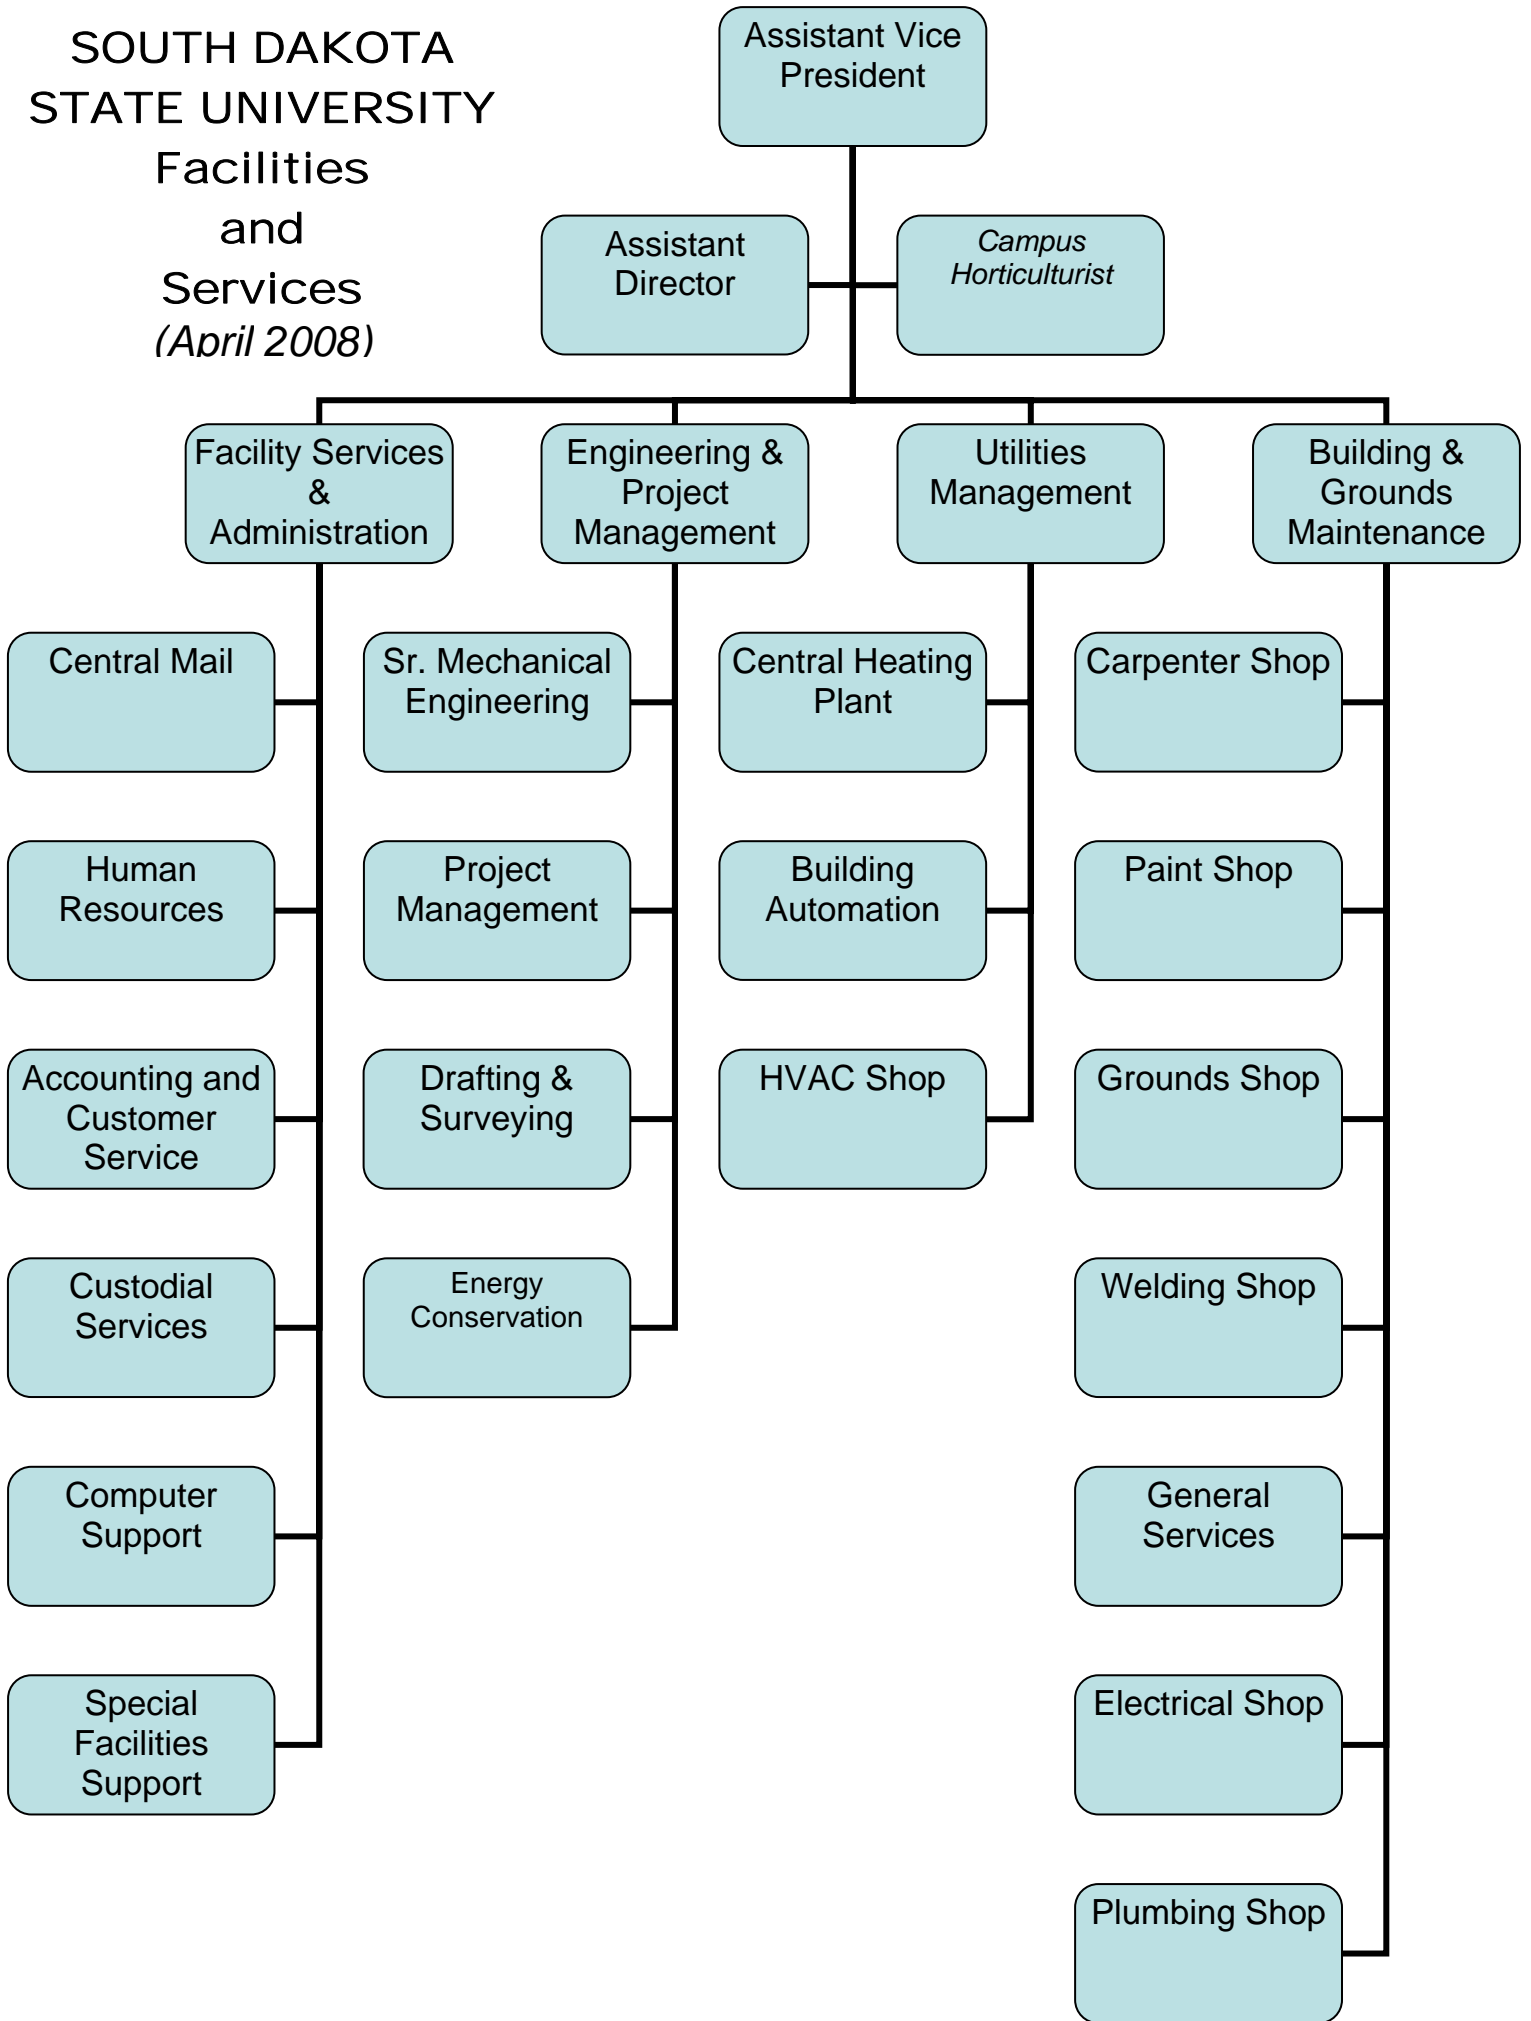 SOUTH DAKOTA
STATE UNIVERSITY
Facilities
and
Services
(April 2008)
Assistant Vice
President
Assistant
Director
Campus
Horticulturist
Facility Services
&
Administration
Engineering &
Project
Management
Utilities
Management
Building &
Grounds
Maintenance
Central Mail
Sr. Mechanical
Engineering
Central Heating
Plant
Carpenter Shop
Human
Resources
Project
Management
Building
Automation
Paint Shop
Accounting and
Customer
Service
Drafting &
Surveying
HVAC Shop
Grounds Shop
Custodial
Services
Energy
Conservation
Welding Shop
Computer
Support
General
Services
Special
Facilities
Support
Electrical Shop
Plumbing Shop